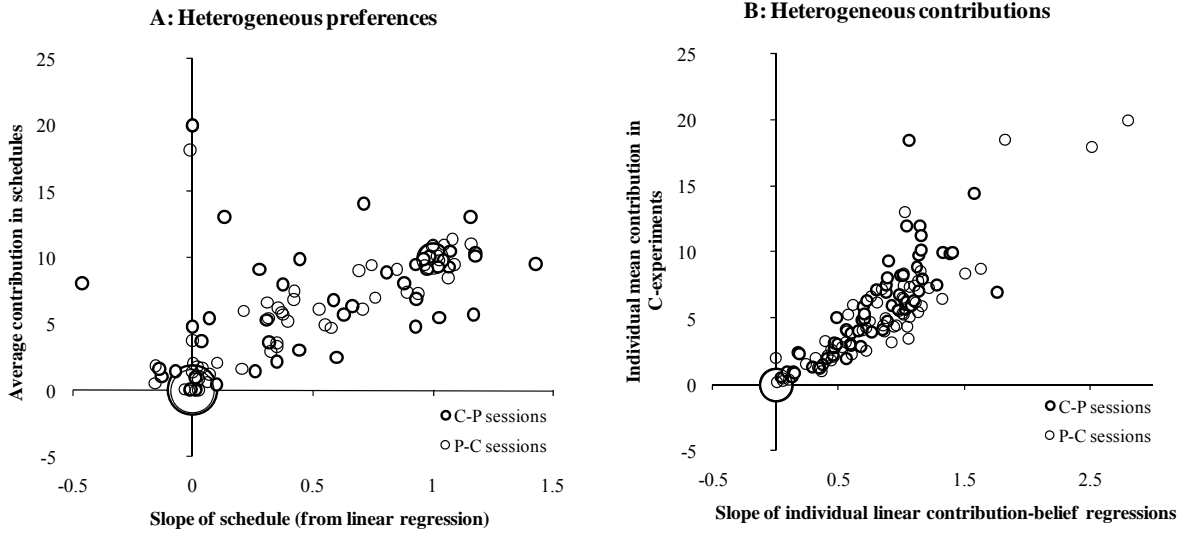 A: Heterogeneous preferences
Average contribution in schedules
25
20
15
10
5
0
-5
-0.5
0
0.5
1
1.5
C-P sessions
P-C sessions
Slope of schedule (from linear regression)
B: Heterogeneous contributions
Individual mean contribution in
C-experiments
25
20
15
10
5
0
-5
-0.5
0.5
1.5
2.5
C-P sessions
P-C sessions
Slope of individual linear contribution-belief regressions